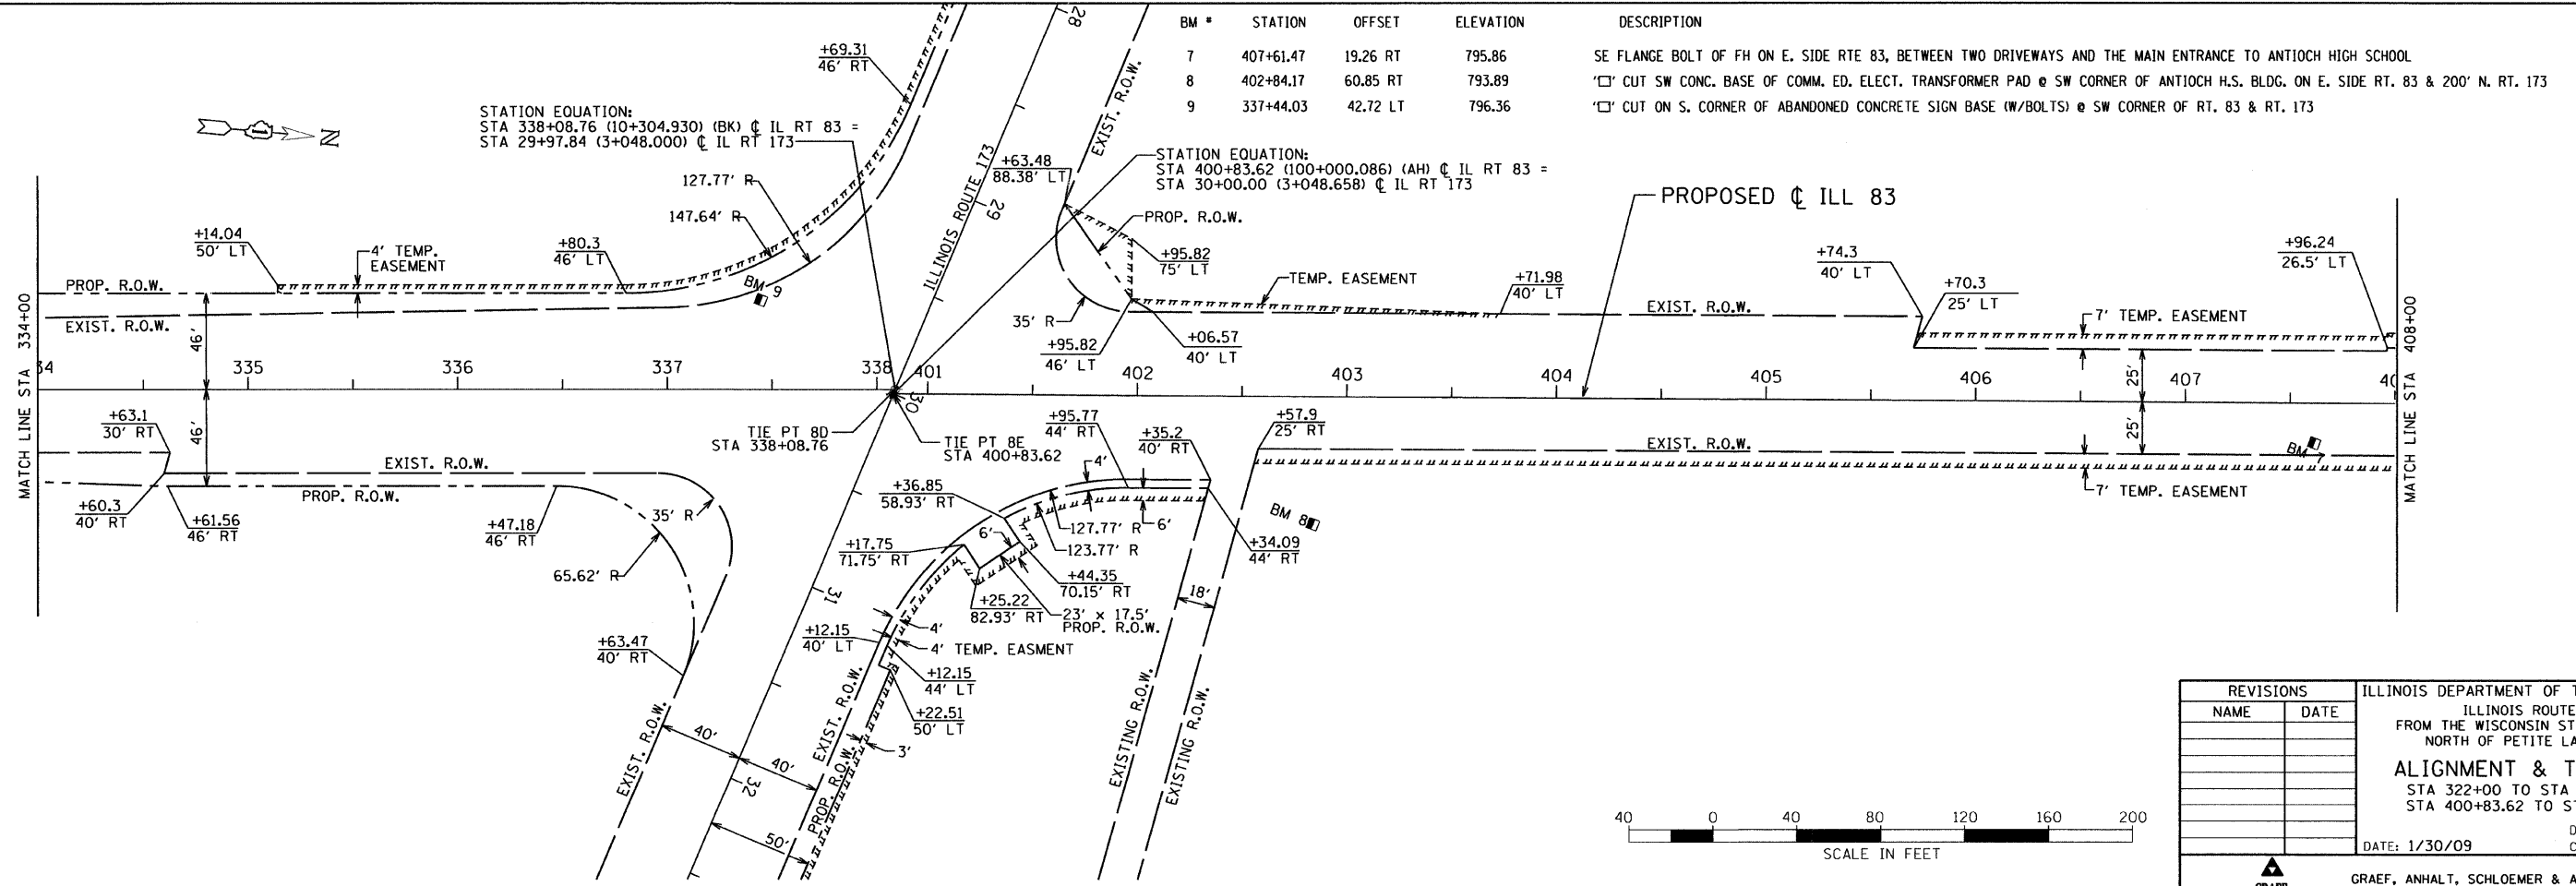 BM # STATION OFFSET ELEVATION DESCRIPTION
7 407+61.47 19.26 RT 795.86 SE FLANGE BOLT OF FH ON E. SIDE RTE 83, BETWEEN TWO DRIVEWAYS AND THE MAIN ENTRANCE TO ANTIOCH HIGH SCHOOL
8 402+84.17 60.85 RT 793.89 '□' CUT SW CONC. BASE OF COMM. ED. ELECT. TRANSFORMER PAD @ SW CORNER OF ANTIOCH H.S. BLDG. ON E. SIDE RT. 83 & 200' N. RT. 173
9 337+44.03 42.72 LT 796.36 '□' CUT ON S. CORNER OF ABANDONED CONCRETE SIGN BASE (W/BOLTS) @ SW CORNER OF RT. 83 & RT. 173
28
+69.31
46' RT
EXIST. R.O.W.
N
STATION EQUATION:
STA 338+08.76 (10+304.930) (BK) ℄ IL RT 83 =
STA 29+97.84 (3+048.000) ℄ IL RT 173
STATION EQUATION:
STA 400+83.62 (100+000.086) (AH) ℄ IL RT 83 =
STA 30+00.00 (3+048.658) ℄ IL RT 173
127.77' R
147.64' R
ILLINOIS ROUTE 173
29
+63.48
88.38' LT
PROP. R.O.W.
PROPOSED ℄ ILL 83
+14.04
50' LT
4' TEMP.
EASEMENT
+80.3
46' LT
BM 9
+95.82
75' LT
TEMP. EASEMENT
+71.98
40' LT
+74.3
40' LT
+70.3
25' LT
+96.24
26.5' LT
PROP. R.O.W.
EXIST. R.O.W.
46'
35' R
+95.82
46' LT
+06.57
40' LT
EXIST. R.O.W.
7' TEMP. EASEMENT
MATCH LINE STA 334+00
34 335 336 337 338 401 402 403 404 405 406 407 40
MATCH LINE STA 408+00
30
25'
25'
+63.1
30' RT
46'
TIE PT 8D
STA 338+08.76
TIE PT 8E
STA 400+83.62
+95.77
44' RT
+35.2
40' RT
+57.9
25' RT
EXIST. R.O.W.
BM 7
7' TEMP. EASEMENT
EXIST. R.O.W.
PROP. R.O.W.
+60.3
40' RT
+61.56
46' RT
+47.18
46' RT
35' R
65.62' R
+36.85
58.93' RT
4'
6'
6'
127.77' R
123.77' R
BM 8
+34.09
44' RT
+17.75
71.75' RT
+44.35
70.15' RT
+25.22
82.93' RT
23' x 17.5'
PROP. R.O.W.
18'
31
+63.47
40' RT
+12.15
40' LT
4'
4' TEMP. EASMENT
+12.15
44' LT
+22.51
50' LT
3'
EXIST. R.O.W.
40'
40'
32
50'
EXIST. R.O.W.
PROP. R.O.W.
EXISTING R.O.W.
EXISTING R.O.W.
40 0 40 80 120 160 200
SCALE IN FEET
REVISIONS
NAME DATE
ILLINOIS DEPARTMENT OF T
ILLINOIS ROUTE
FROM THE WISCONSIN ST
NORTH OF PETITE LA
ALIGNMENT & T
STA 322+00 TO STA
STA 400+83.62 TO S
DATE: 1/30/09
GRAEF, ANHALT, SCHLOEMER & A